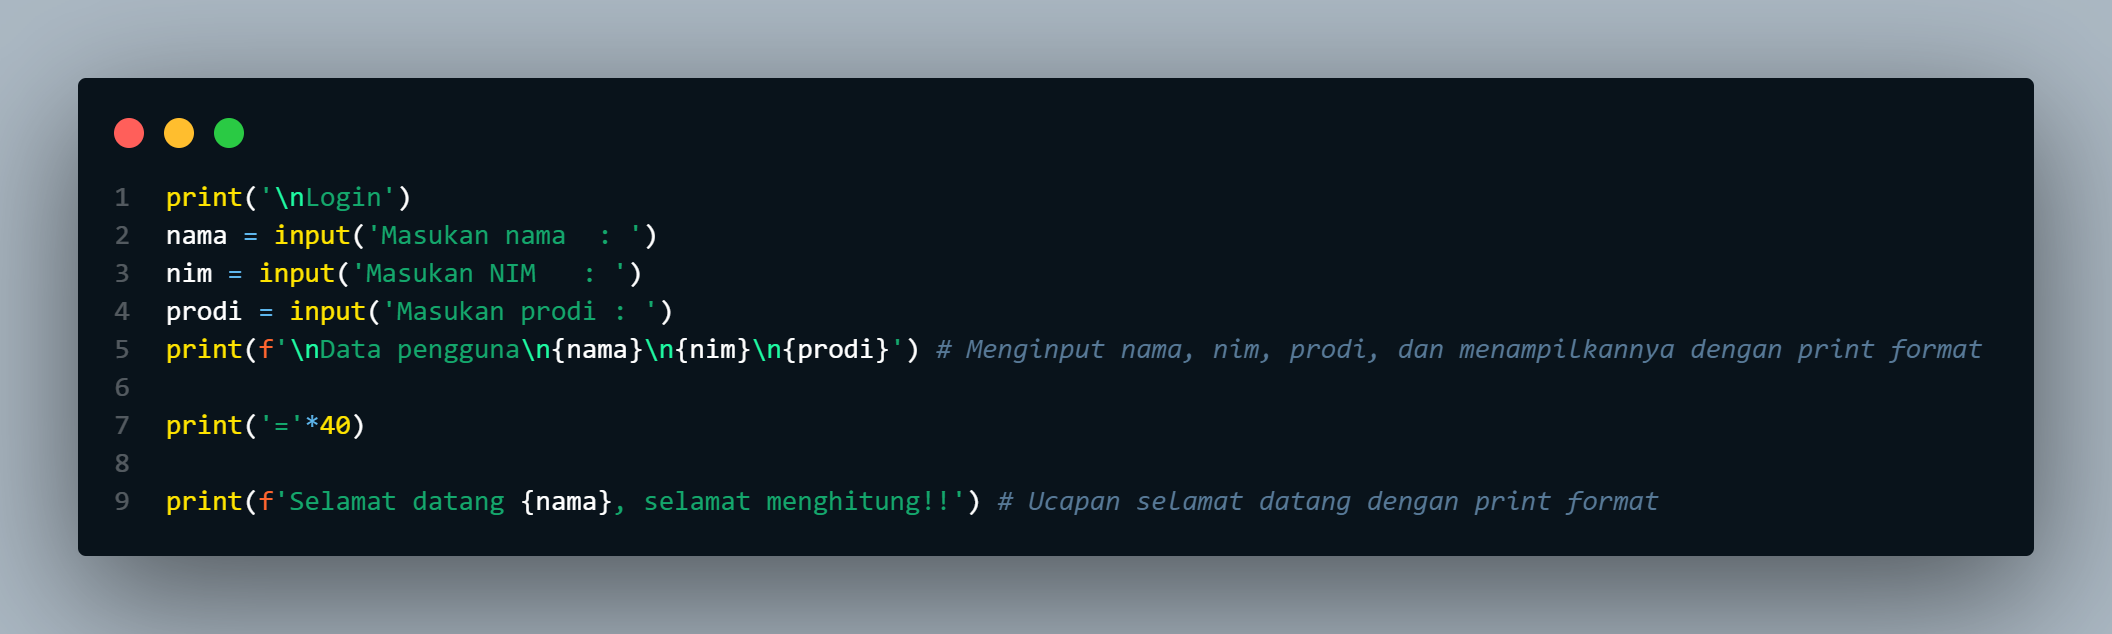 1 print('\nLogin')
2 nama = input('Masukan nama  : ')
3 nim = input('Masukan NIM   : ')
4 prodi = input('Masukan prodi : ')
5 print(f'\nData pengguna\n{nama}\n{nim}\n{prodi}') # Menginput nama, nim, prodi, dan menampilkannya dengan print format
6
7 print('='*40)
8
9 print(f'Selamat datang {nama}, selamat menghitung!!') # Ucapan selamat datang dengan print format